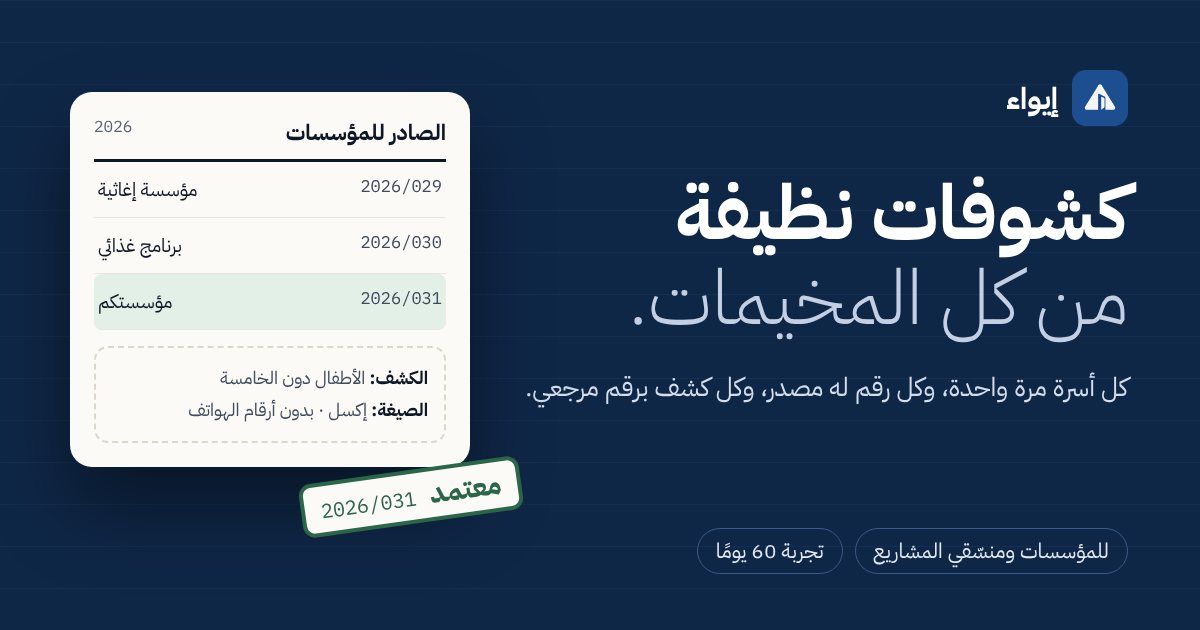 إيواء
كشوفات نظيفة
من كل المخيمات.
كل أسرة مرة واحدة، وكل رقم له مصدر، وكل كشف برقم مرجعي.
للمؤسسات ومنسّقي المشاريع
تجربة 60 يومًا
الصادر للمؤسسات 2026
2026/029 مؤسسة إغاثية
2026/030 برنامج غذائي
2026/031 مؤسستكم
الكشف: الأطفال دون الخامسة
الصيغة: إكسل · بدون أرقام الهواتف
معتمد 2026/031